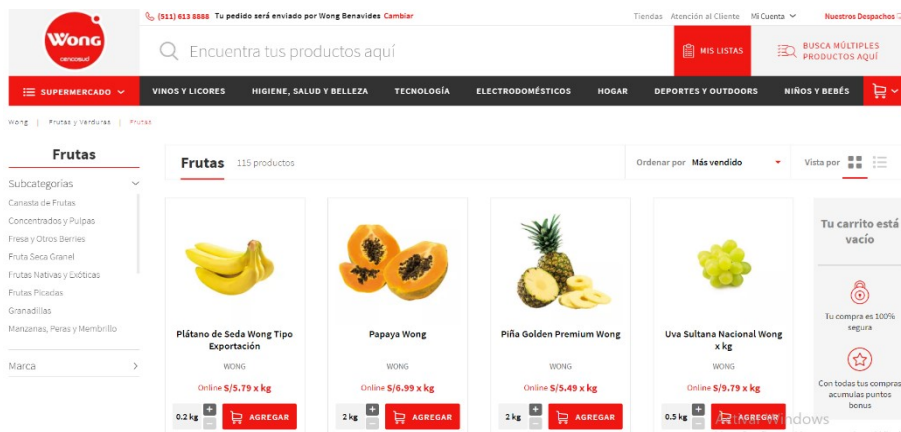 (511) 613 8888 Tu pedido será enviado por Wong Benavides Cambiar
Tiendas Atención al Cliente Mi Cuenta Nuestros Despachos
Wong
cencosud
Encuentra tus productos aquí
MIS LISTAS
BUSCA MÚLTIPLES
PRODUCTOS AQUÍ
SUPERMERCADO VINOS Y LICORES HIGIENE, SALUD Y BELLEZA TECNOLOGÍA ELECTRODOMÉSTICOS HOGAR DEPORTES Y OUTDOORS NIÑOS Y BEBÉS
Wong | Frutas y Verduras | Frutas
Frutas
Subcategorías
Canasta de Frutas
Concentrados y Pulpas
Fresa y Otros Berries
Fruta Seca Granel
Frutas Nativas y Exóticas
Frutas Picadas
Granadillas
Manzanas, Peras y Membrillo
Marca
Frutas 115 productos
Ordenar por Más vendido
Vista por
Plátano de Seda Wong Tipo
Exportación
WONG
Online S/5.79 x kg
0.2 kg + - AGREGAR
Papaya Wong
WONG
Online S/6.99 x kg
2 kg + - AGREGAR
Piña Golden Premium Wong
WONG
Online S/5.49 x kg
2 kg + - AGREGAR
Uva Sultana Nacional Wong
x kg
WONG
Online S/9.79 x kg
0.5 kg + - AGREGAR
Tu carrito está
vacío
Tu compra es 100%
segura
Con todas tus compras
acumulas puntos
bonus
Activar Windows